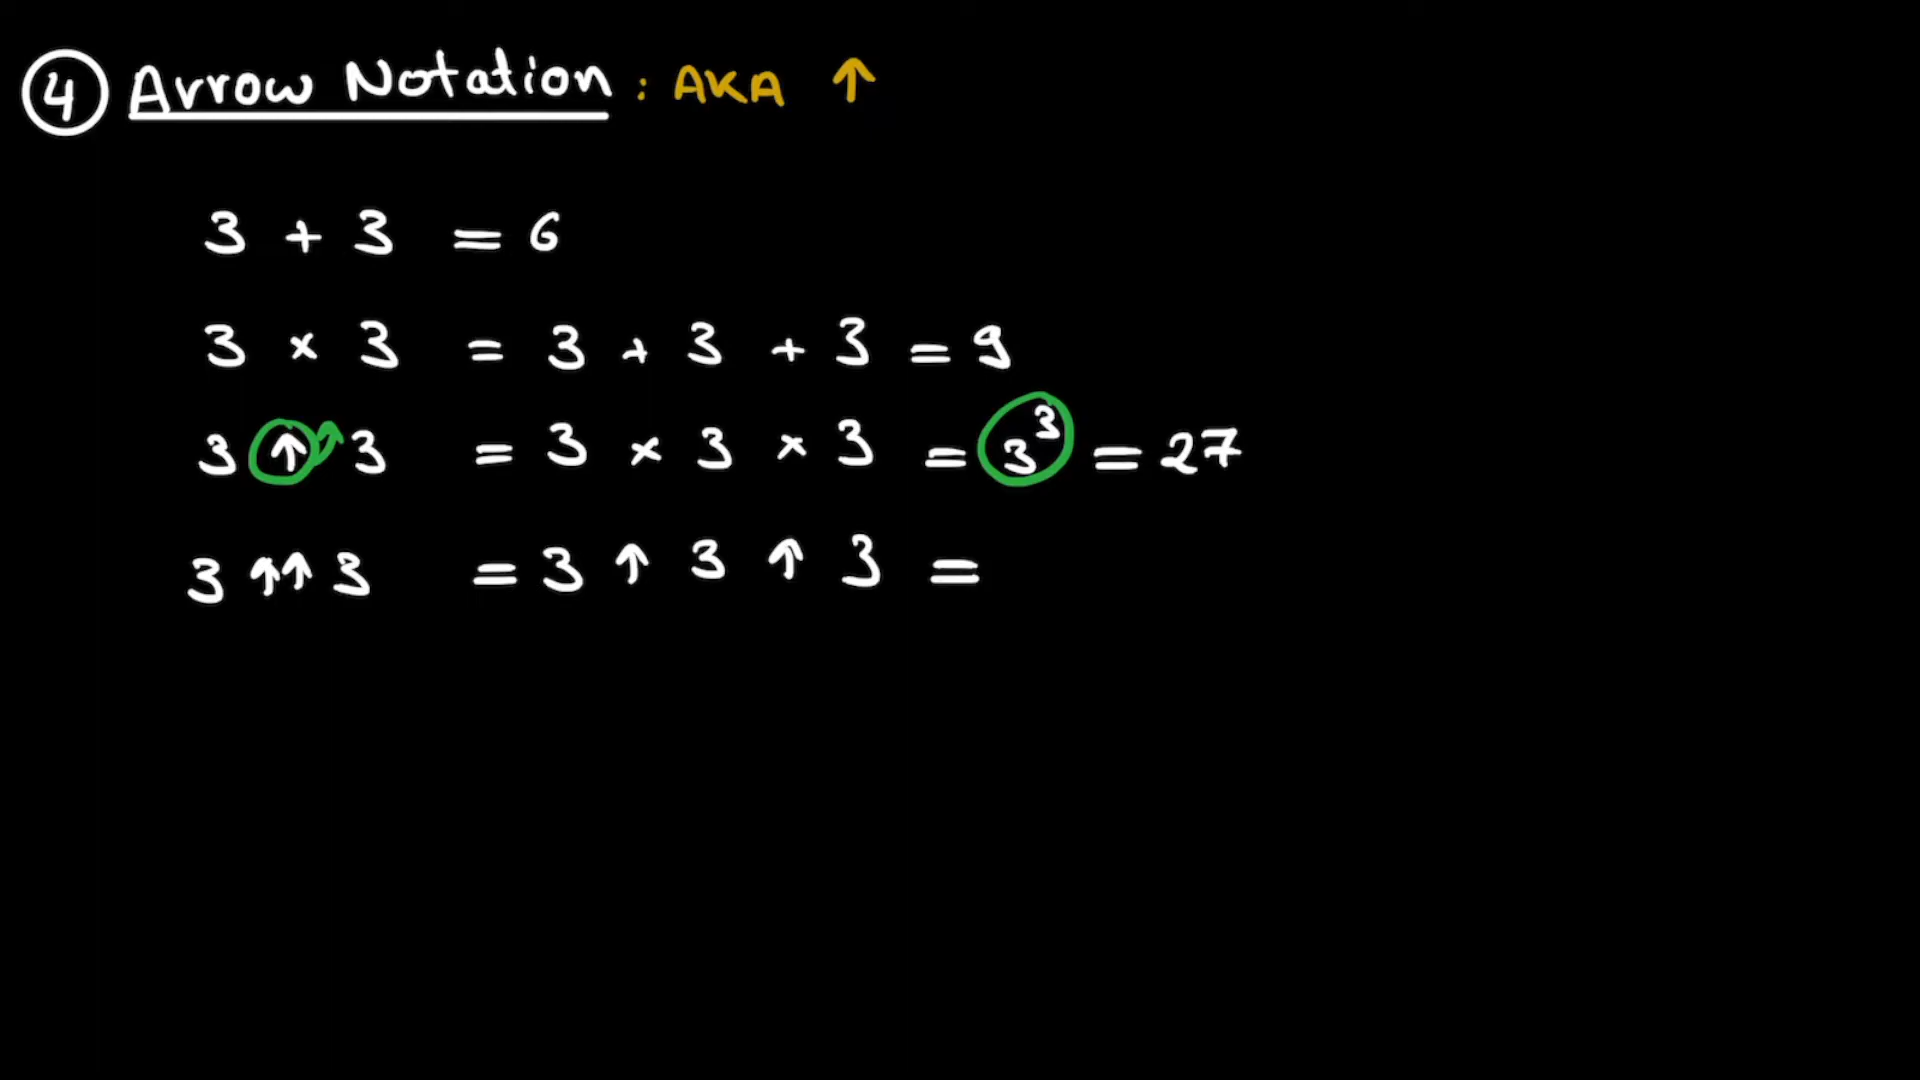 ④ Arrow Notation : AKA ↑
3 + 3 = 6
3 × 3 = 3 + 3 + 3 = 9
3 ↑ 3 = 3 × 3 × 3 = 3³ = 27
3 ↑↑ 3 = 3 ↑ 3 ↑ 3 =